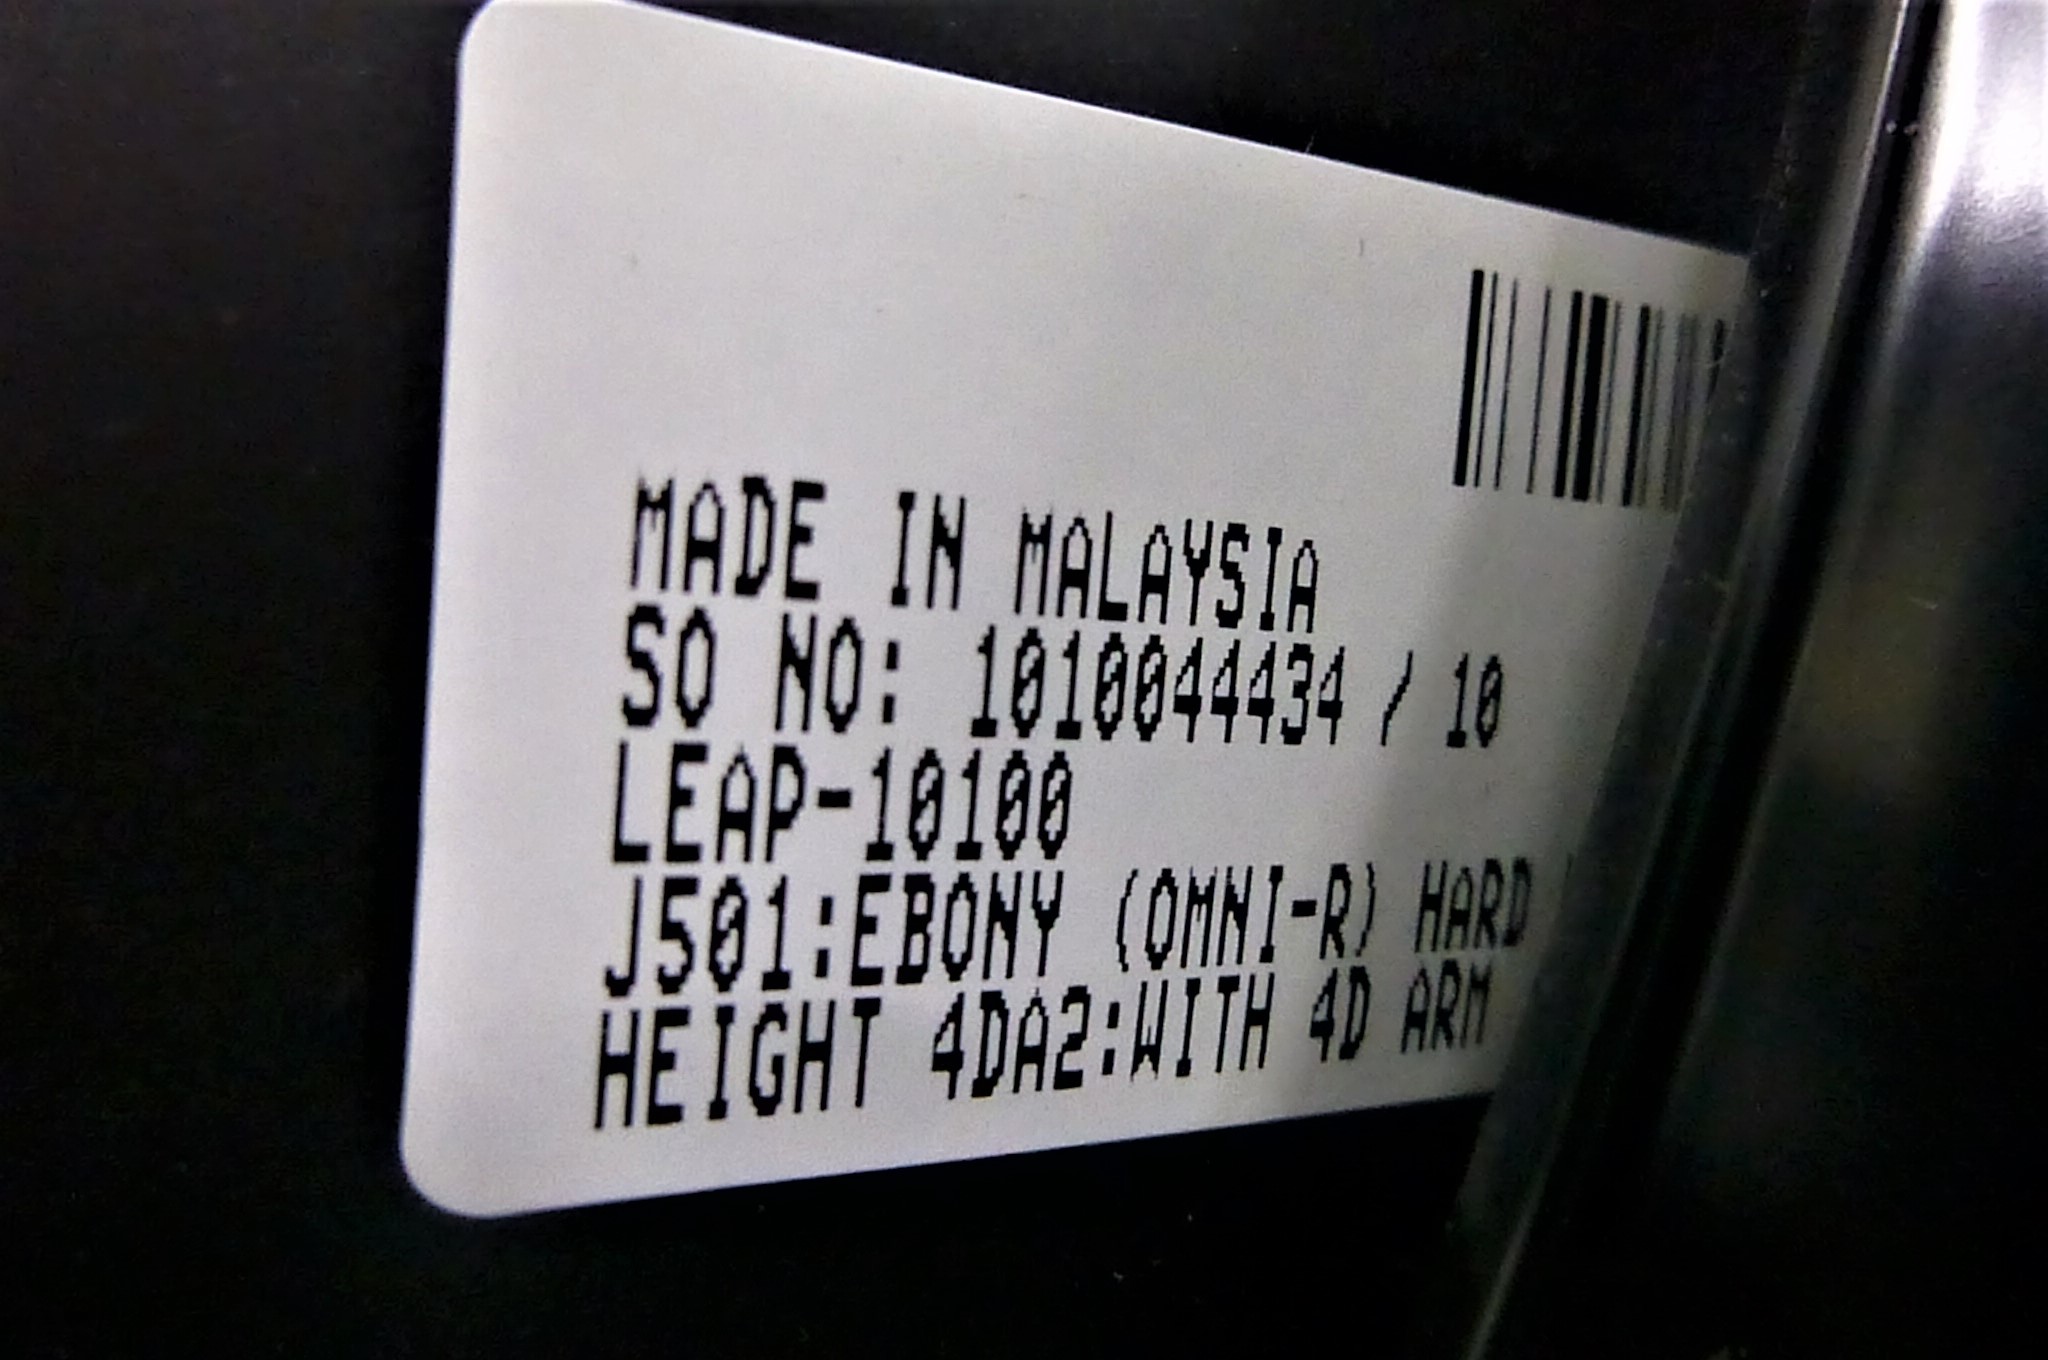 MADE IN MALAYSIA
SO NO: 1010044434 / 10
LEAP-10100
J501:EBONY (OMNI-R) HARD
HEIGHT 4DA2:WITH 4D ARM